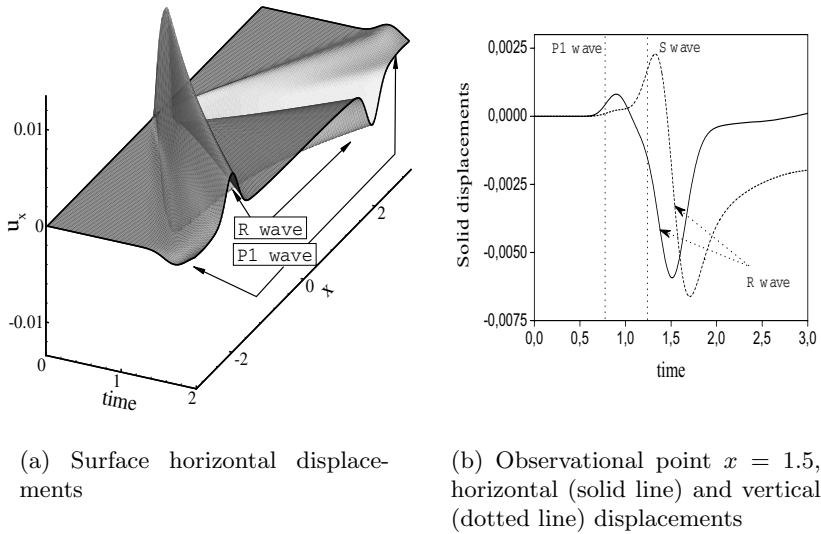 0.01
0
-0.01
u_x
0
1
2
time
-2
0
2
x
R wave
P1 wave
0,0025
0,0000
-0,0025
-0,0050
-0,0075
Solid displacements
P1 wave
S wave
R wave
0,0 0,5 1,0 1,5 2,0 2,5 3,0
time
(a) Surface horizontal displace-
ments
(b) Observational point x = 1.5,
horizontal (solid line) and vertical
(dotted line) displacements